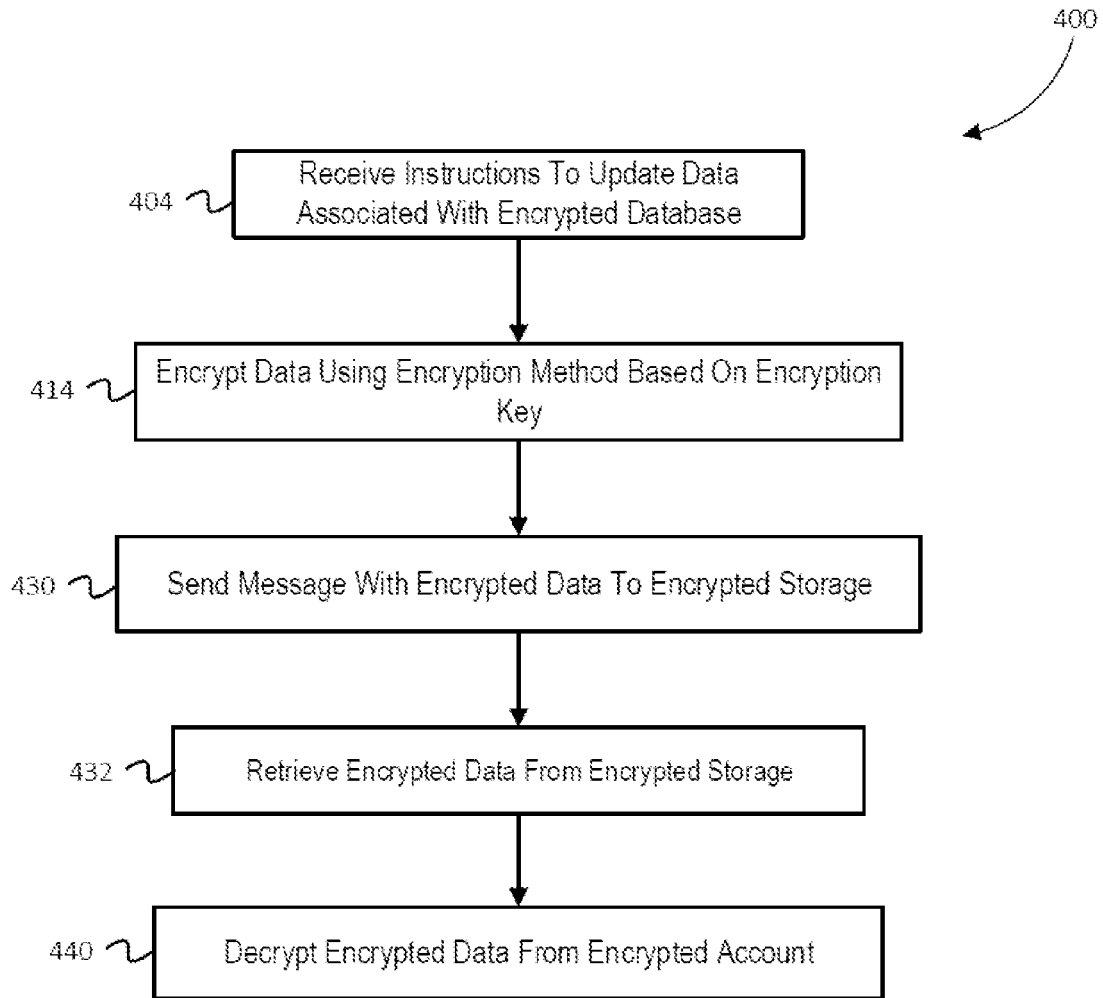 400
404
Receive Instructions To Update Data
Associated With Encrypted Database
414
Encrypt Data Using Encryption Method Based On Encryption
Key
430
Send Message With Encrypted Data To Encrypted Storage
432
Retrieve Encrypted Data From Encrypted Storage
440
Decrypt Encrypted Data From Encrypted Account